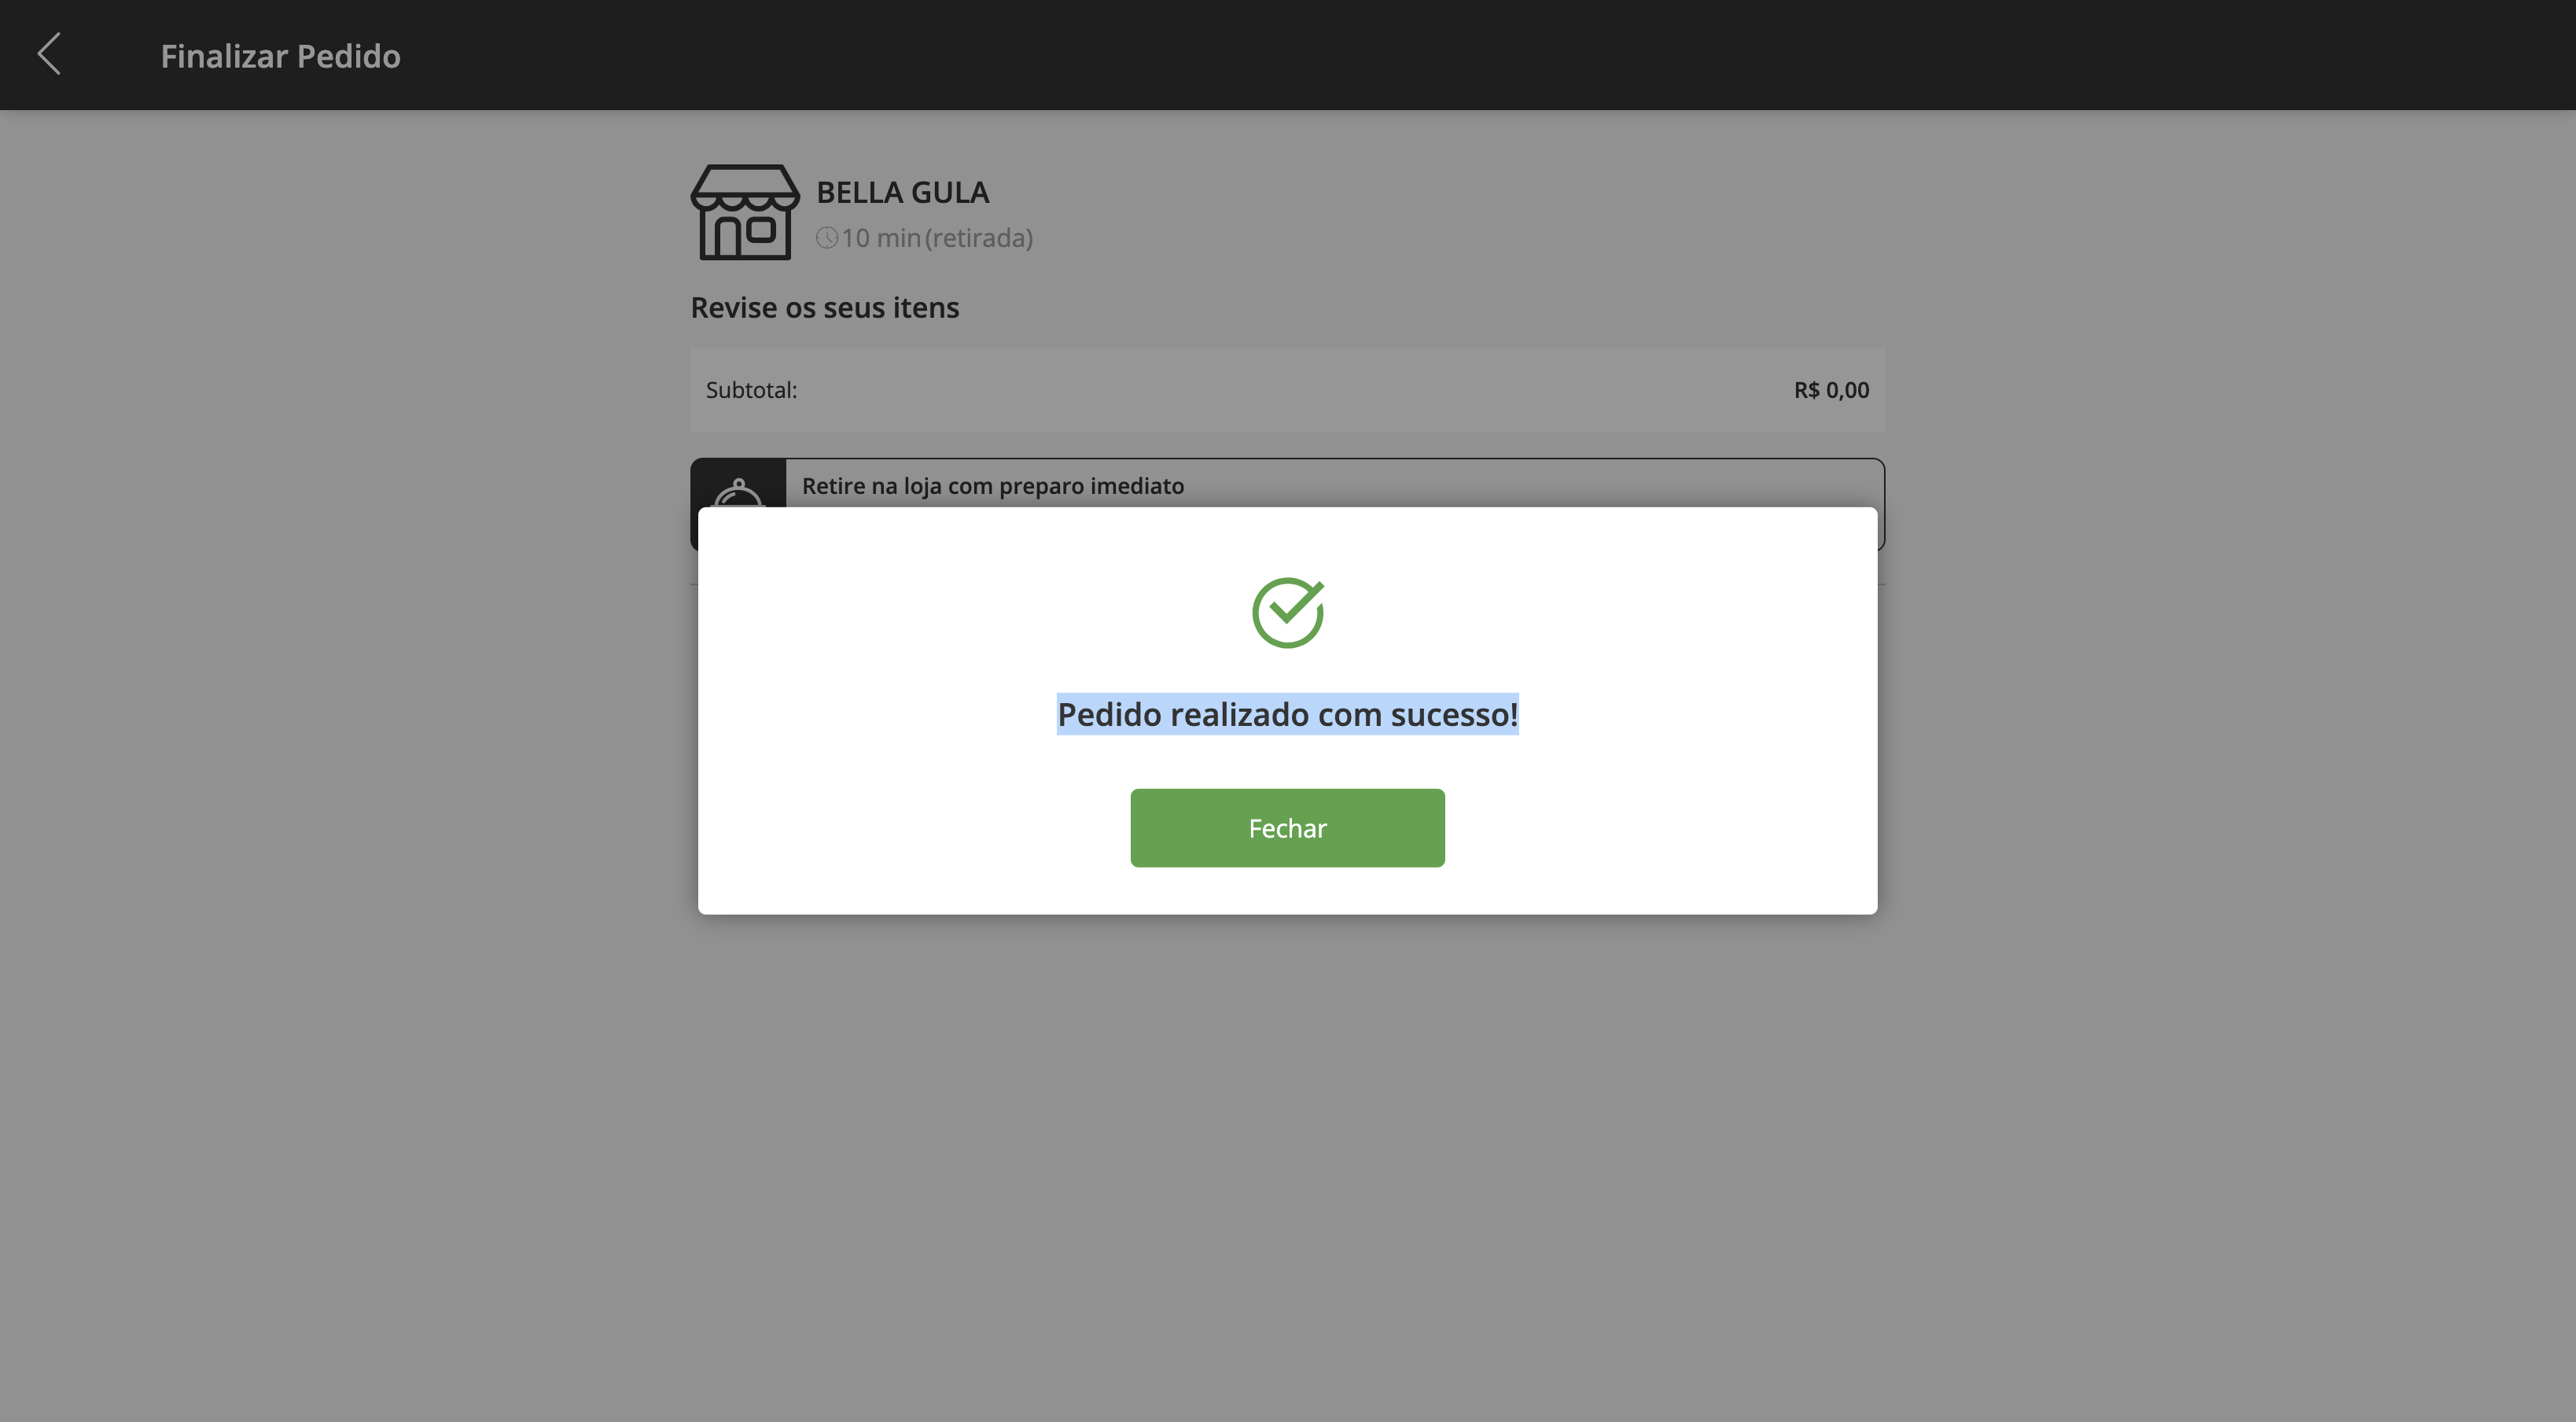 Finalizar Pedido
BELLA GULA
10 min (retirada)
Revise os seus itens
Subtotal: R$ 0,00
Retire na loja com preparo imediato
Pedido realizado com sucesso!
Fechar